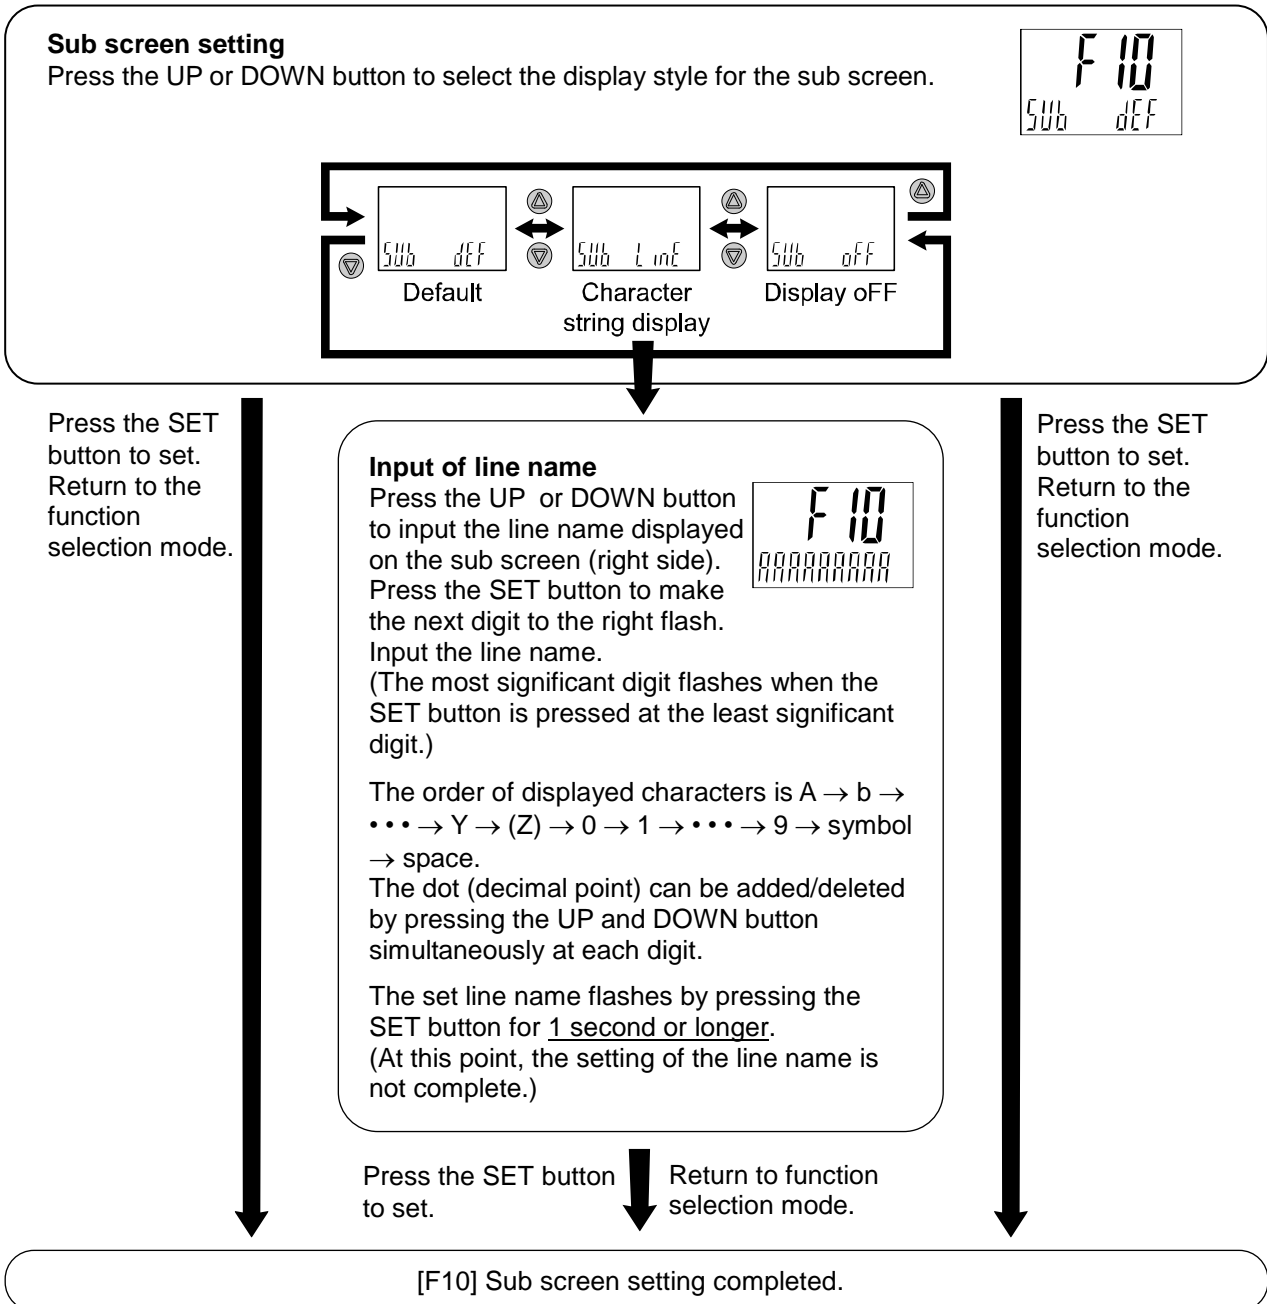 Sub screen setting
Press the UP or DOWN button to select the display style for the sub screen.
F 10
SUb dEF
SUb dEF
SUb LinE
SUb oFF
Default
Character
string display
Display oFF
Press the SET
button to set.
Return to the
function
selection mode.
Input of line name
Press the UP or DOWN button
to input the line name displayed
on the sub screen (right side).
Press the SET button to make
the next digit to the right flash.
Input the line name.
(The most significant digit flashes when the
SET button is pressed at the least significant
digit.)
F 10
AAAAAAAAA
The order of displayed characters is A → b →
• • • → Y → (Z) → 0 → 1 → • • • → 9 → symbol
→ space.
The dot (decimal point) can be added/deleted
by pressing the UP and DOWN button
simultaneously at each digit.
The set line name flashes by pressing the
SET button for 1 second or longer.
(At this point, the setting of the line name is
not complete.)
Press the SET
button to set.
Return to the
function
selection mode.
Press the SET button
to set.
Return to function
selection mode.
[F10] Sub screen setting completed.